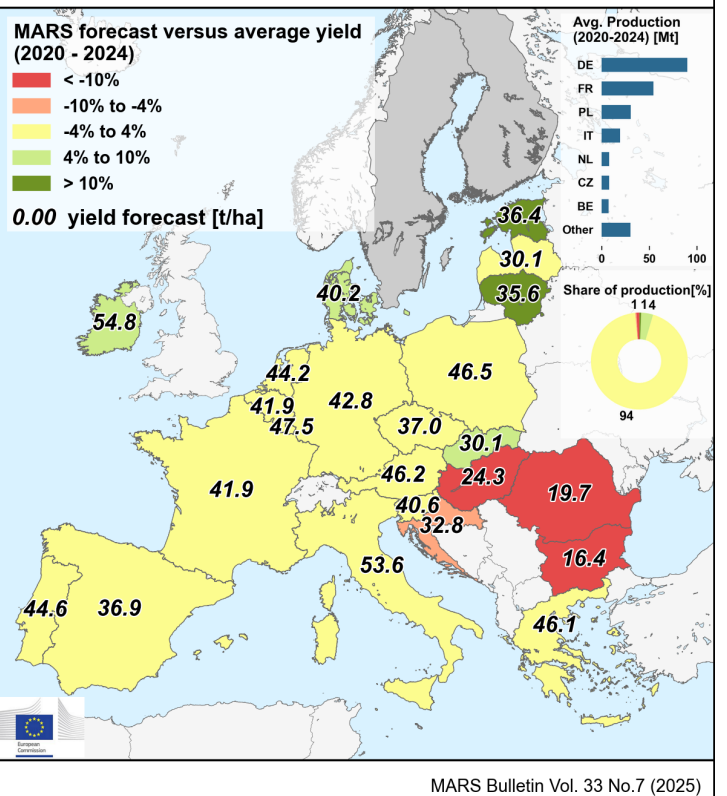 MARS forecast versus average yield
(2020 - 2024)
< -10%
-10% to -4%
-4% to 4%
4% to 10%
> 10%
0.00 yield forecast [t/ha]
Avg. Production
(2020-2024) [Mt]
DE
FR
PL
IT
NL
CZ
BE
Other
0 50 100
Share of production[%]
1 1 4
94
36.4
30.1
35.6
40.2
54.8
44.2
42.8
46.5
41.9
47.5
37.0
30.1
46.2
24.3
41.9
40.6
19.7
32.8
16.4
53.6
44.6
36.9
46.1
European
Commission
MARS Bulletin Vol. 33 No.7 (2025)